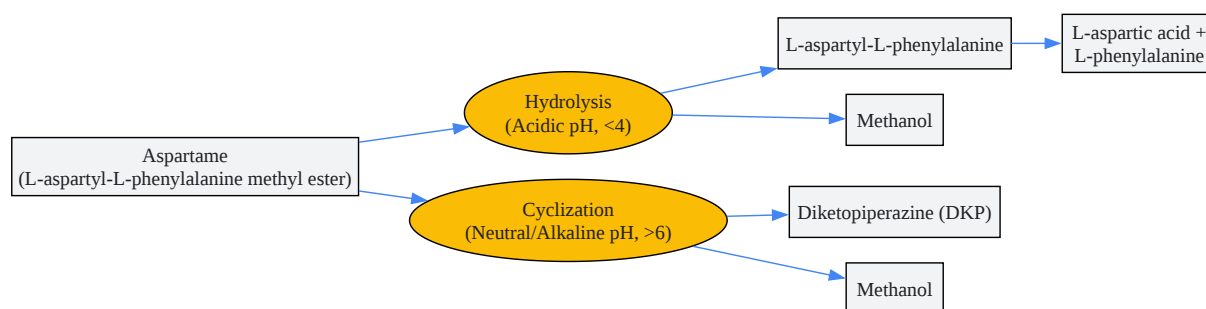 Aspartame
(L-aspartyl-L-phenylalanine methyl ester)
Hydrolysis
(Acidic pH, <4)
L-aspartyl-L-phenylalanine
L-aspartic acid +
L-phenylalanine
Methanol
Cyclization
(Neutral/Alkaline pH, >6)
Diketopiperazine (DKP)
Methanol